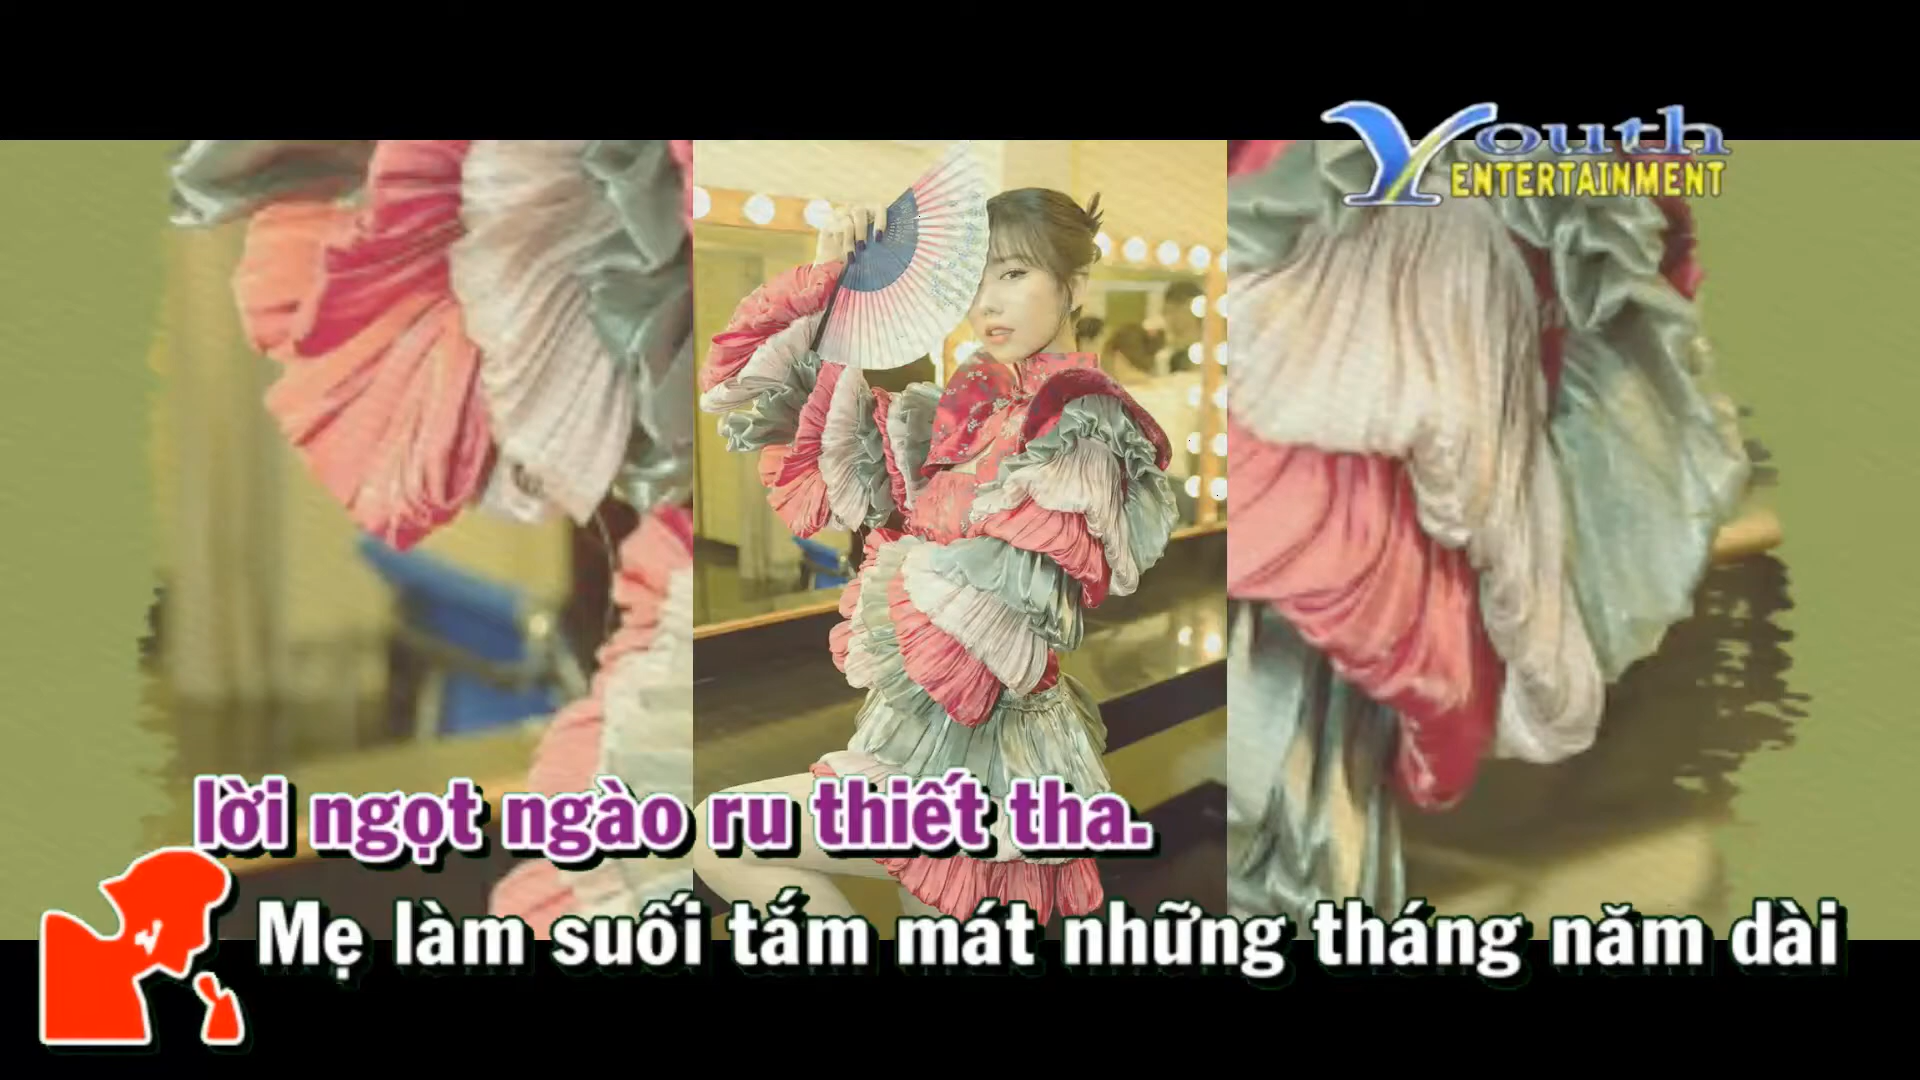 Youth
ENTERTAINMENT
lời ngọt ngào ru thiết tha.
Mẹ làm suối tắm mát những tháng năm dài